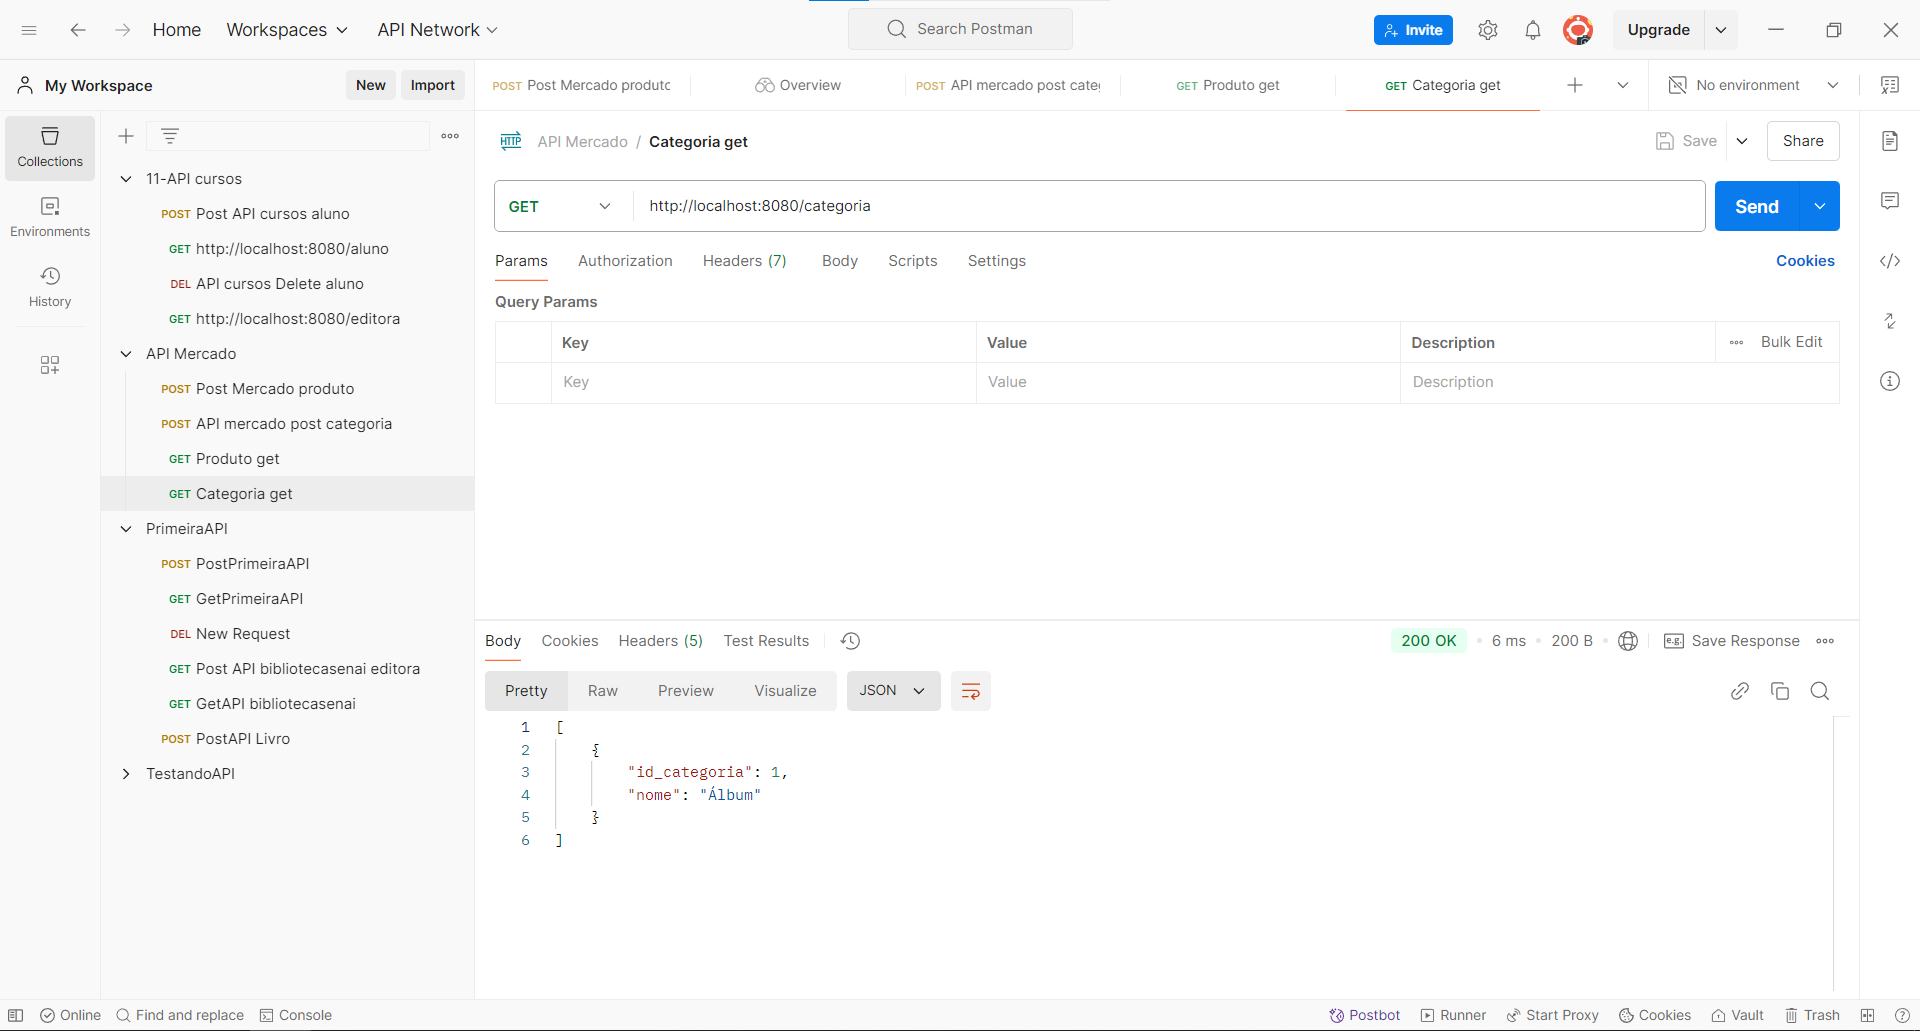 Home Workspaces API Network Search Postman Invite Upgrade
My Workspace New Import POST Post Mercado produtc Overview POST API mercado post cate GET Produto get GET Categoria get No environment
Collections
Environments
History
11-API cursos
POST Post API cursos aluno
GET http://localhost:8080/aluno
DEL API cursos Delete aluno
GET http://localhost:8080/editora
API Mercado
POST Post Mercado produto
POST API mercado post categoria
GET Produto get
GET Categoria get
PrimeiraAPI
POST PostPrimeiraAPI
GET GetPrimeiraAPI
DEL New Request
GET Post API bibliotecasenai editora
GET GetAPI bibliotecasenai
POST PostAPI Livro
TestandoAPI
HTTP API Mercado / Categoria get Save Share
GET http://localhost:8080/categoria Send
Params Authorization Headers (7) Body Scripts Settings Cookies
Query Params
Key Value Description Bulk Edit
Key Value Description
Body Cookies Headers (5) Test Results 200 OK 6 ms 200 B e.g. Save Response
Pretty Raw Preview Visualize JSON
1 [
2 {
3 "id_categoria": 1,
4 "nome": "Álbum"
5 }
6 ]
Online Find and replace Console Postbot Runner Start Proxy Cookies Vault Trash